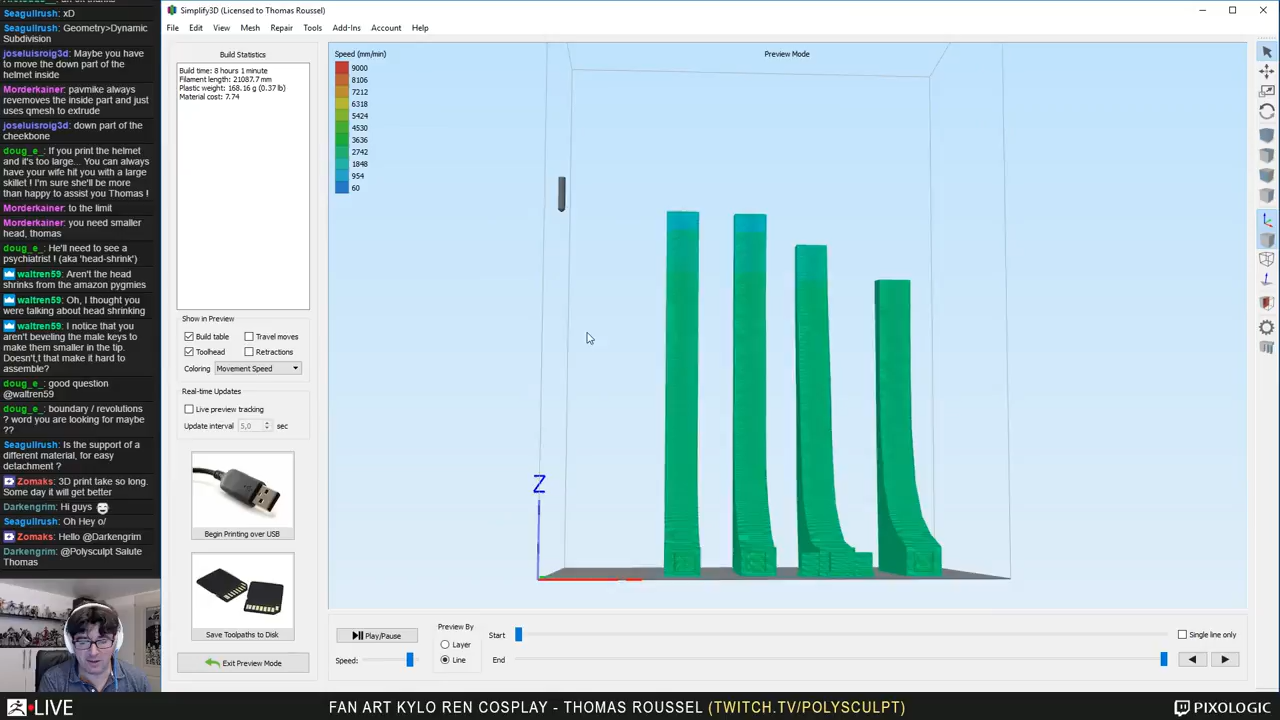 Seagullrush: xD
Seagullrush: Geometry>Dynamic
Subdivision
joseluisroig3d: Maybe you have
to move the down part of the
helmet inside
Morderkainer: pavmike always
revemoves the inside part and just
uses qmesh to extrude
joseluisroig3d: down part of the
cheekbone
doug_e_: If you print the helmet
and it's too large... You can always
have your wife hit you with a large
skillet ! I'm sure she'll be more
than happy to assist you Thomas !
Morderkainer: to the limit
Morderkainer: you need smaller
head, thomas
doug_e_: He'll need to see a
psychiatrist ! (aka 'head-shrink')
waltren59: Aren't the head
shrinks from the amazon pygmies
waltren59: Oh, I thought you
were talking about head shrinking
waltren59: I notice that you
aren't beveling the male keys to
make them smaller in the tip.
Doesn,t that make it hard to
assemble?
doug_e_: good question
@waltren59
doug_e_: boundary / revolutions
? word you are looking for maybe
??
Seagullrush: Is the support of a
different material, for easy
detachment ?
Zomaks: 3D print take so long.
Some day it will get better
Darkengrim: Hi guys
Seagullrush: Oh Hey o/
Zomaks: Hello @Darkengrim
Darkengrim: @Polysculpt Salute
Thomas
Simplify3D (Licensed to Thomas Roussel)
File Edit View Mesh Repair Tools Add-Ins Account Help
Build Statistics
Build time: 8 hours 1 minute
Filament length: 21087.7 mm
Plastic weight: 168.16 g (0.37 lb)
Material cost: 7.74
Show in Preview
Build table
Travel moves
Toolhead
Retractions
Coloring
Movement Speed
Real-time Updates
Live preview tracking
Update interval
5,0
sec
Begin Printing over USB
Save Toolpaths to Disk
Exit Preview Mode
Speed (mm/min)
9000
8106
7212
6318
5424
4530
3636
2742
1848
954
60
Preview Mode
Z
Play/Pause
Speed:
Preview By
Layer
Line
Start
End
Single line only
LIVE
FAN ART KYLO REN COSPLAY - THOMAS ROUSSEL (TWITCH.TV/POLYSCULPT)
PIXOLOGIC